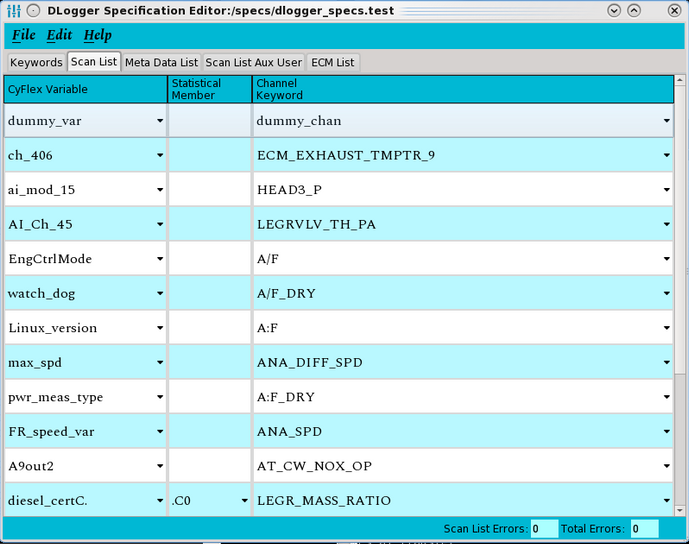 DLogger Specification Editor:/specs/dlogger_specs.test
File Edit Help
Keywords Scan List Meta Data List Scan List Aux User ECM List
CyFlex Variable Statistical Member Channel Keyword
dummy_var dummy_chan
ch_406 ECM_EXHAUST_TMPTR_9
ai_mod_15 HEAD3_P
AI_Ch_45 LEGRVLV_TH_PA
EngCtrlMode A/F
watch_dog A/F_DRY
Linux_version A:F
max_spd ANA_DIFF_SPD
pwr_meas_type A:F_DRY
FR_speed_var ANA_SPD
A9out2 AT_CW_NOX_OP
diesel_certC. .C0 LEGR_MASS_RATIO
Scan List Errors: 0 Total Errors: 0